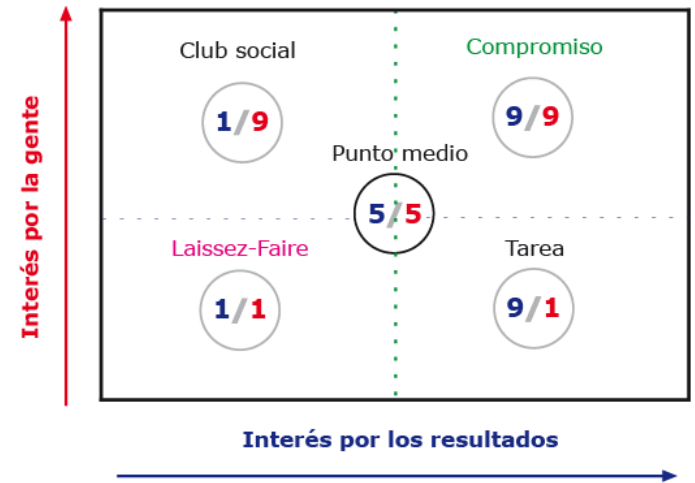 Club social
1/9
Compromiso
9/9
Punto medio
5/5
Laissez-Faire
1/1
Tarea
9/1
Interés por la gente
Interés por los resultados